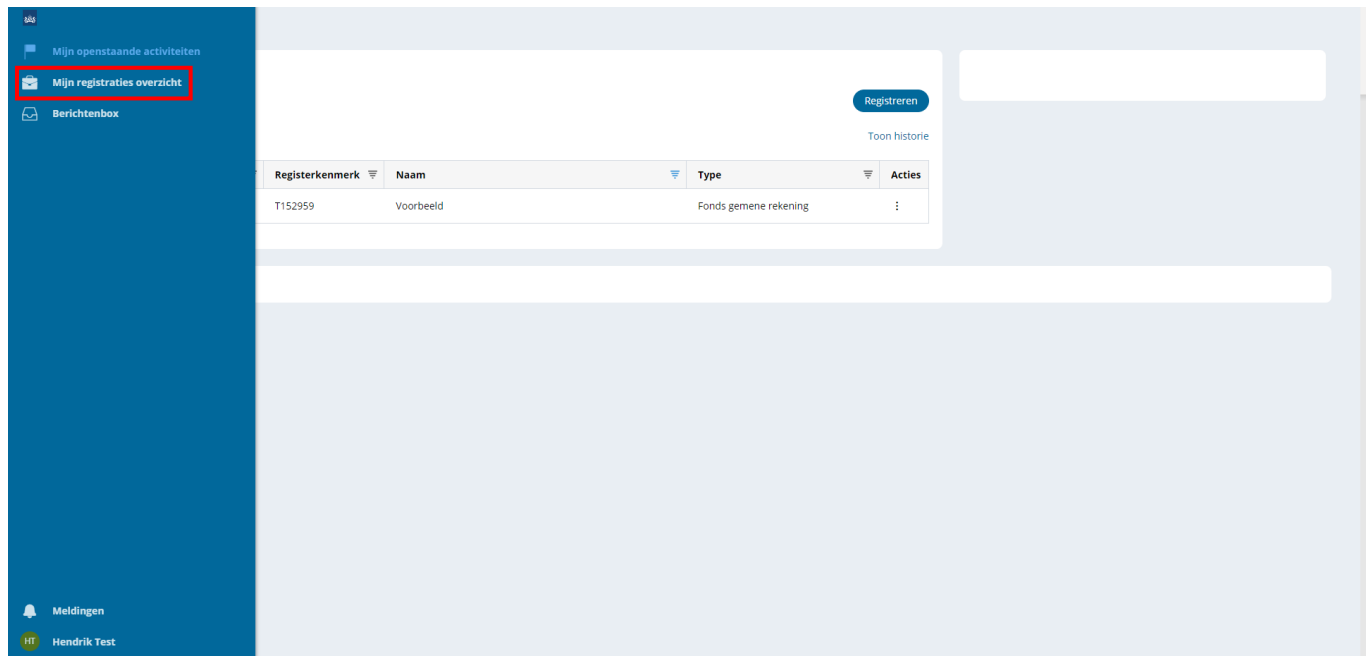 Mijn openstaande activiteiten
Mijn registraties overzicht
Berichtenbox
Registreren
Toon historie
Registerkenmerk Naam Type Acties
T152959 Voorbeeld Fonds gemene rekening
Meldingen
HT Hendrik Test